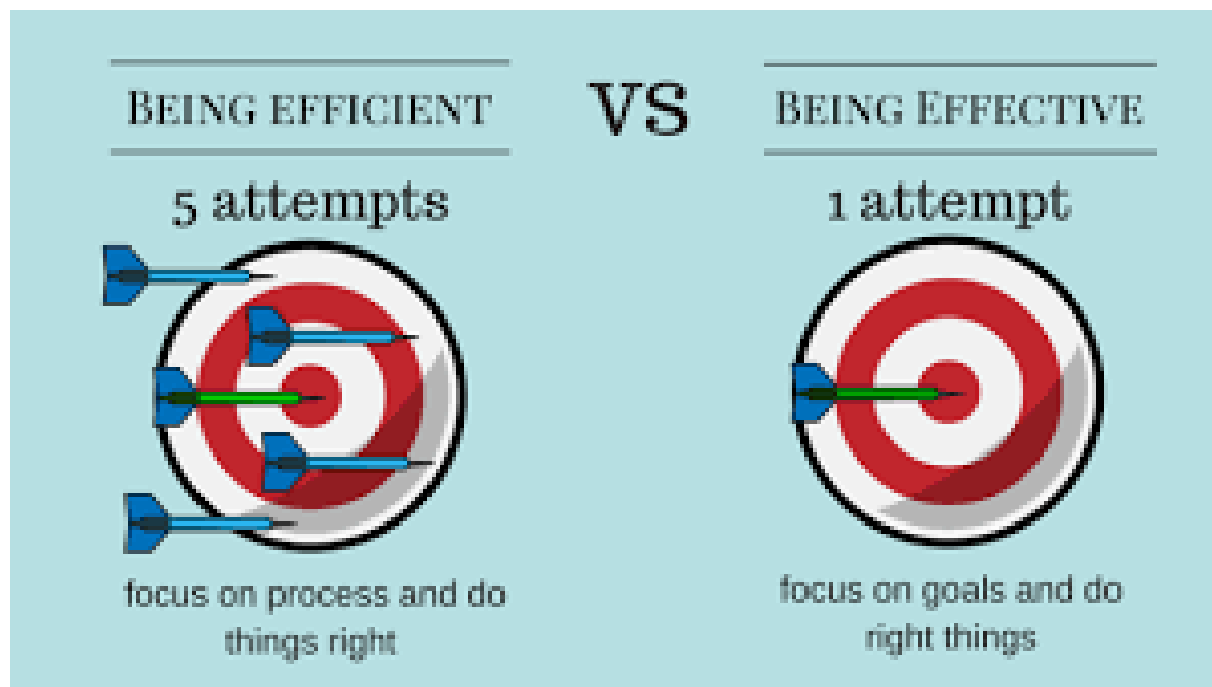 BEING EFFICIENT
VS
BEING EFFECTIVE
5 attempts
1 attempt
focus on process and do
things right
focus on goals and do
right things